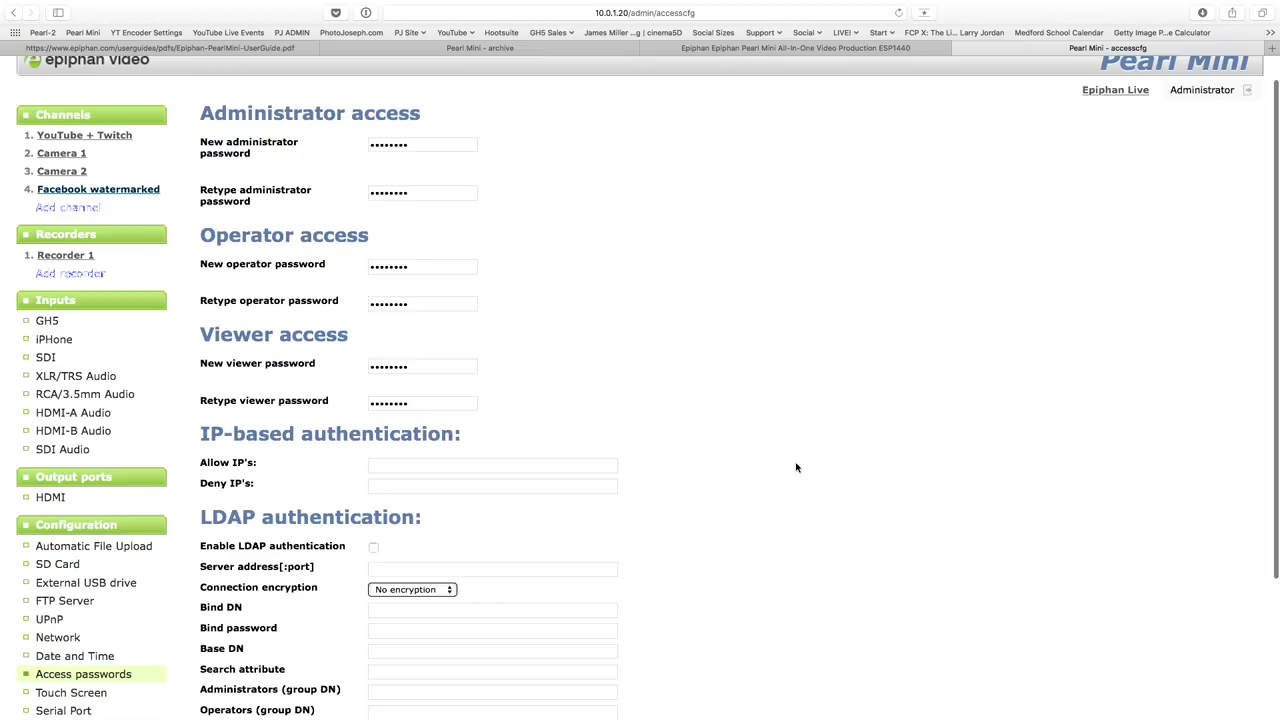 10.0.1.20/admin/accesscfg
Pearl-2 Pearl Mini YT Encoder Settings YouTube Live Events PJ ADMIN PhotoJoseph.com PJ Site YouTube Hootsuite GH5 Sales James Miller ...g | cinema5D Social Sizes Support Social LIVE! Start FCP X: The Li... Larry Jordan Medford School Calendar Getty Image P...e Calculator
https://www.epiphan.com/userguides/pdfs/Epiphan-PearlMini-UserGuide.pdf Pearl Mini - archive Epiphan Epiphan Pearl Mini All-In-One Video Production ESP1440 Pearl Mini - accesscfg
epiphan video
Pearl Mini
Epiphan Live Administrator
Channels
1. YouTube + Twitch
2. Camera 1
3. Camera 2
4. Facebook watermarked
Add channel
Recorders
1. Recorder 1
Add recorder
Inputs
GH5
iPhone
SDI
XLR/TRS Audio
RCA/3.5mm Audio
HDMI-A Audio
HDMI-B Audio
SDI Audio
Output ports
HDMI
Configuration
Automatic File Upload
SD Card
External USB drive
FTP Server
UPnP
Network
Date and Time
Access passwords
Touch Screen
Serial Port
Administrator access
New administrator
password
••••••••
Retype administrator
password
••••••••
Operator access
New operator password ••••••••
Retype operator password ••••••••
Viewer access
New viewer password ••••••••
Retype viewer password ••••••••
IP-based authentication:
Allow IP's:
Deny IP's:
LDAP authentication:
Enable LDAP authentication
Server address[:port]
Connection encryption No encryption
Bind DN
Bind password
Base DN
Search attribute
Administrators (group DN)
Operators (group DN)